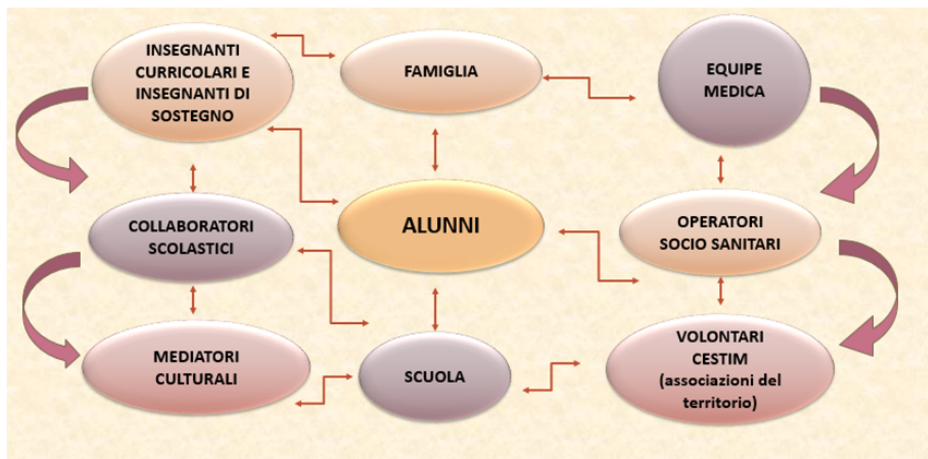 INSEGNANTI
CURRICOLARI E
INSEGNANTI DI
SOSTEGNO
FAMIGLIA
EQUIPE
MEDICA
COLLABORATORI
SCOLASTICI
ALUNNI
OPERATORI
SOCIO SANITARI
MEDIATORI
CULTURALI
SCUOLA
VOLONTARI
CESTIM
(associazioni del
territorio)